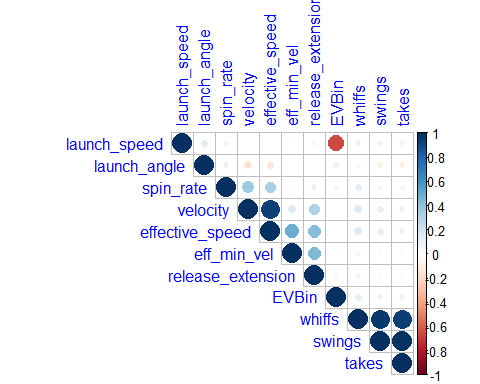 launch_speed
launch_angle
spin_rate
velocity
effective_speed
eff_min_vel
release_extension
EVBin
whiffs
swings
takes
launch_speed
launch_angle
spin_rate
velocity
effective_speed
eff_min_vel
release_extension
EVBin
whiffs
swings
takes
1
0.8
0.6
0.4
0.2
0
-0.2
-0.4
-0.6
-0.8
-1